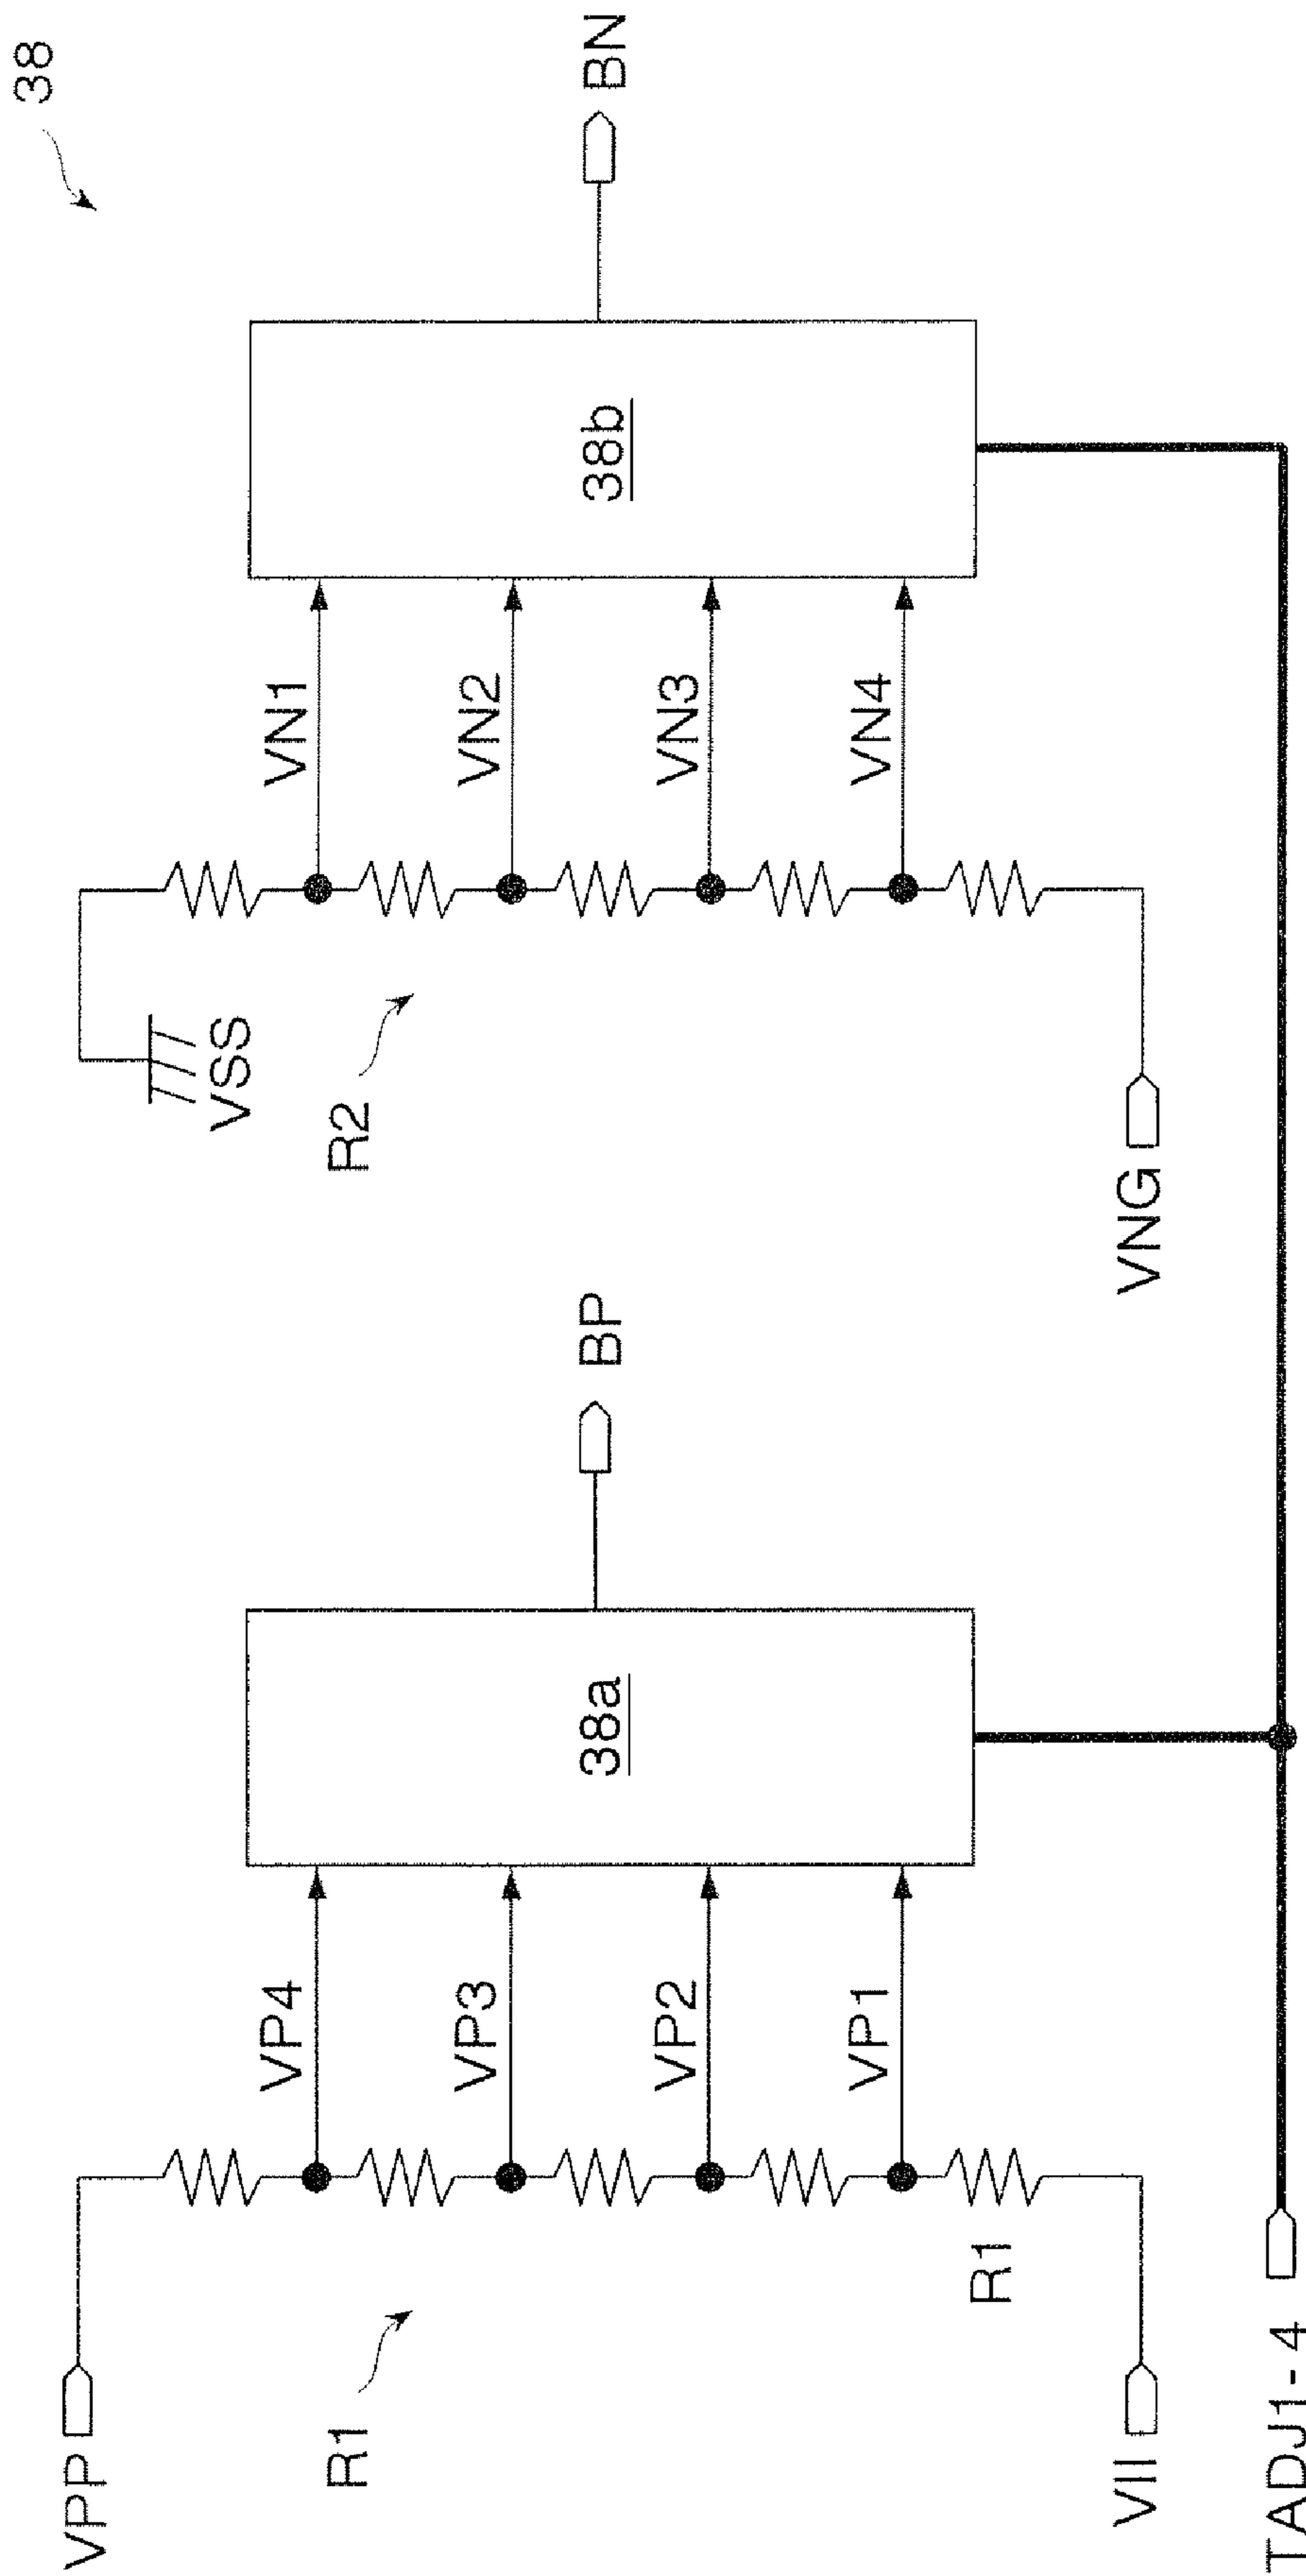 38
VPP
R1
VP4
VP3
VP2
VP1
R1
VII
38a
BP
TADJ1-4
VSS
R2
VN1
VN2
VN3
VN4
VNG
38b
BN